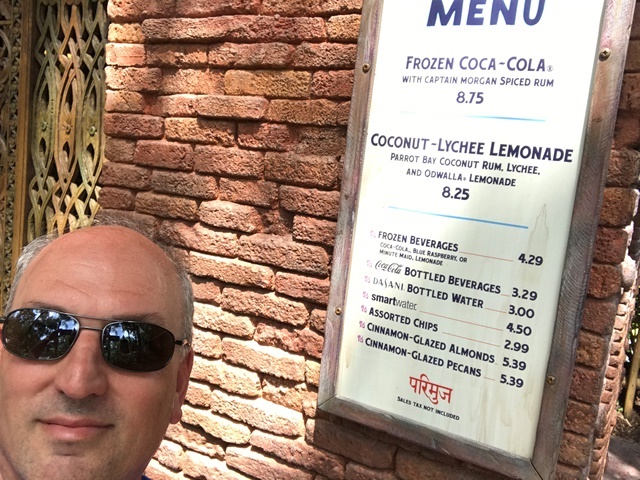 MENU
FROZEN COCA-COLA®
WITH CAPTAIN MORGAN SPICED RUM
8.75
COCONUT-LYCHEE LEMONADE
PARROT BAY COCONUT RUM, LYCHEE,
AND ODWALLA® LEMONADE
8.25
FROZEN BEVERAGES 4.29
COCA-COLA, BLUE RASPBERRY, OR
MINUTE MAID, LEMONADE
Coca-Cola BOTTLED BEVERAGES 3.29
DASANI BOTTLED WATER 3.00
smartwater 4.50
ASSORTED CHIPS 2.99
CINNAMON-GLAZED ALMONDS 5.39
CINNAMON-GLAZED PECANS 5.39
परिमुज
SALES TAX NOT INCLUDED